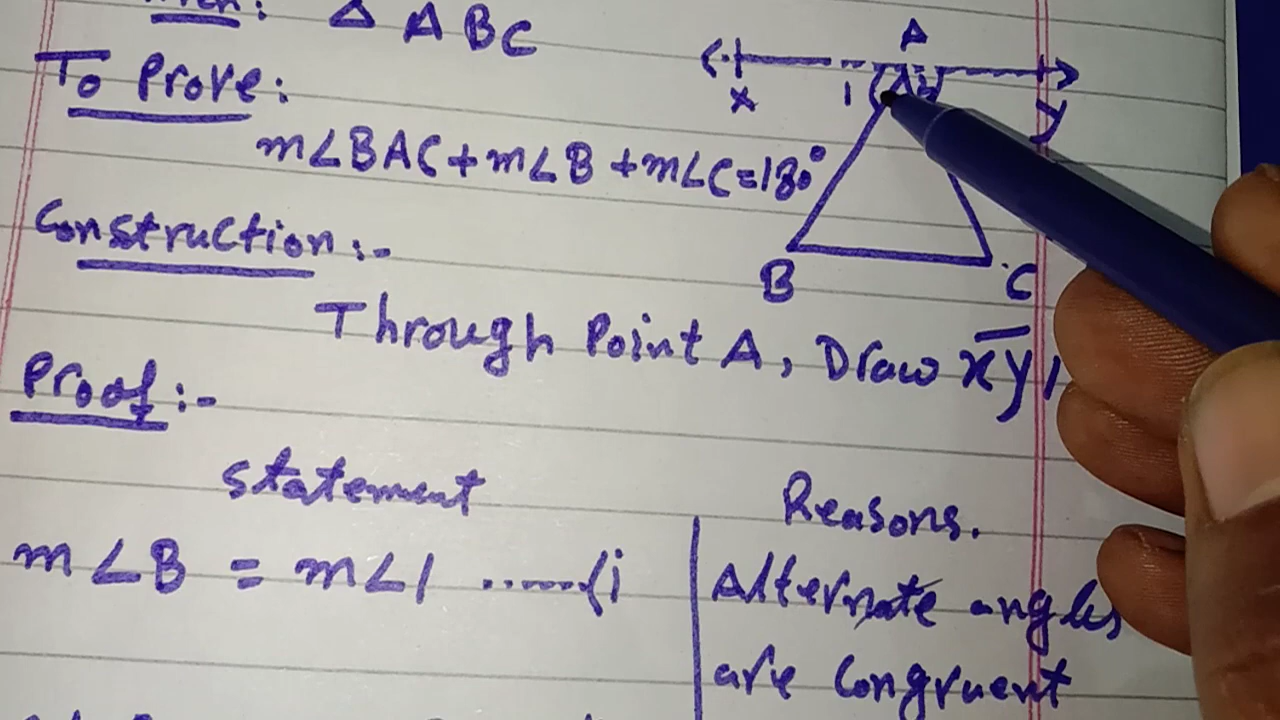 : Δ ABC
To Prove:
m∠BAC + m∠B + m∠C = 180°
A
x
1
y
B
C
Construction :-
Through Point A, Draw XY
Proof :-
Statement
Reasons.
m∠B = m∠1 ......(i
Alternate angles
are Congruent